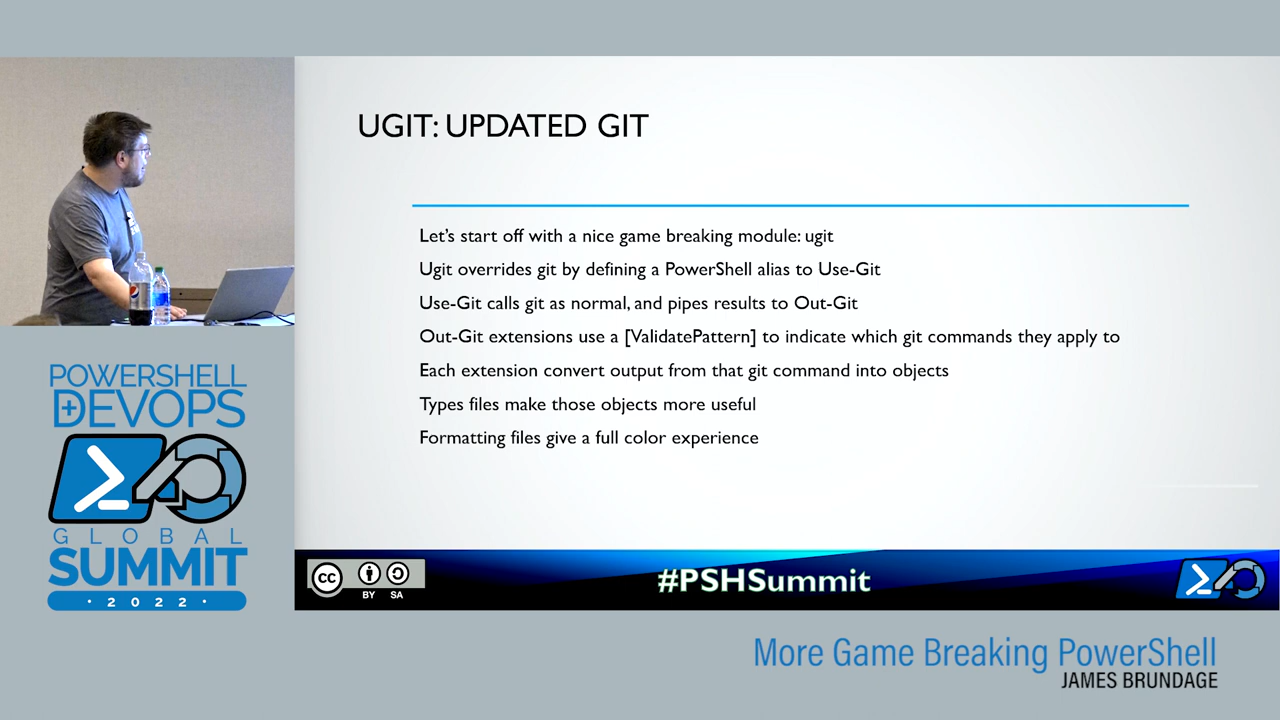 UGIT: UPDATED GIT
Let's start off with a nice game breaking module: ugit
Ugit overrides git by defining a PowerShell alias to Use-Git
Use-Git calls git as normal, and pipes results to Out-Git
Out-Git extensions use a [ValidatePattern] to indicate which git commands they apply to
Each extension convert output from that git command into objects
Types files make those objects more useful
Formatting files give a full color experience
POWERSHELL
+DEVOPS
GLOBAL
SUMMIT
· 2022 ·
cc
BY SA
#PSHSummit
More Game Breaking PowerShell
JAMES BRUNDAGE